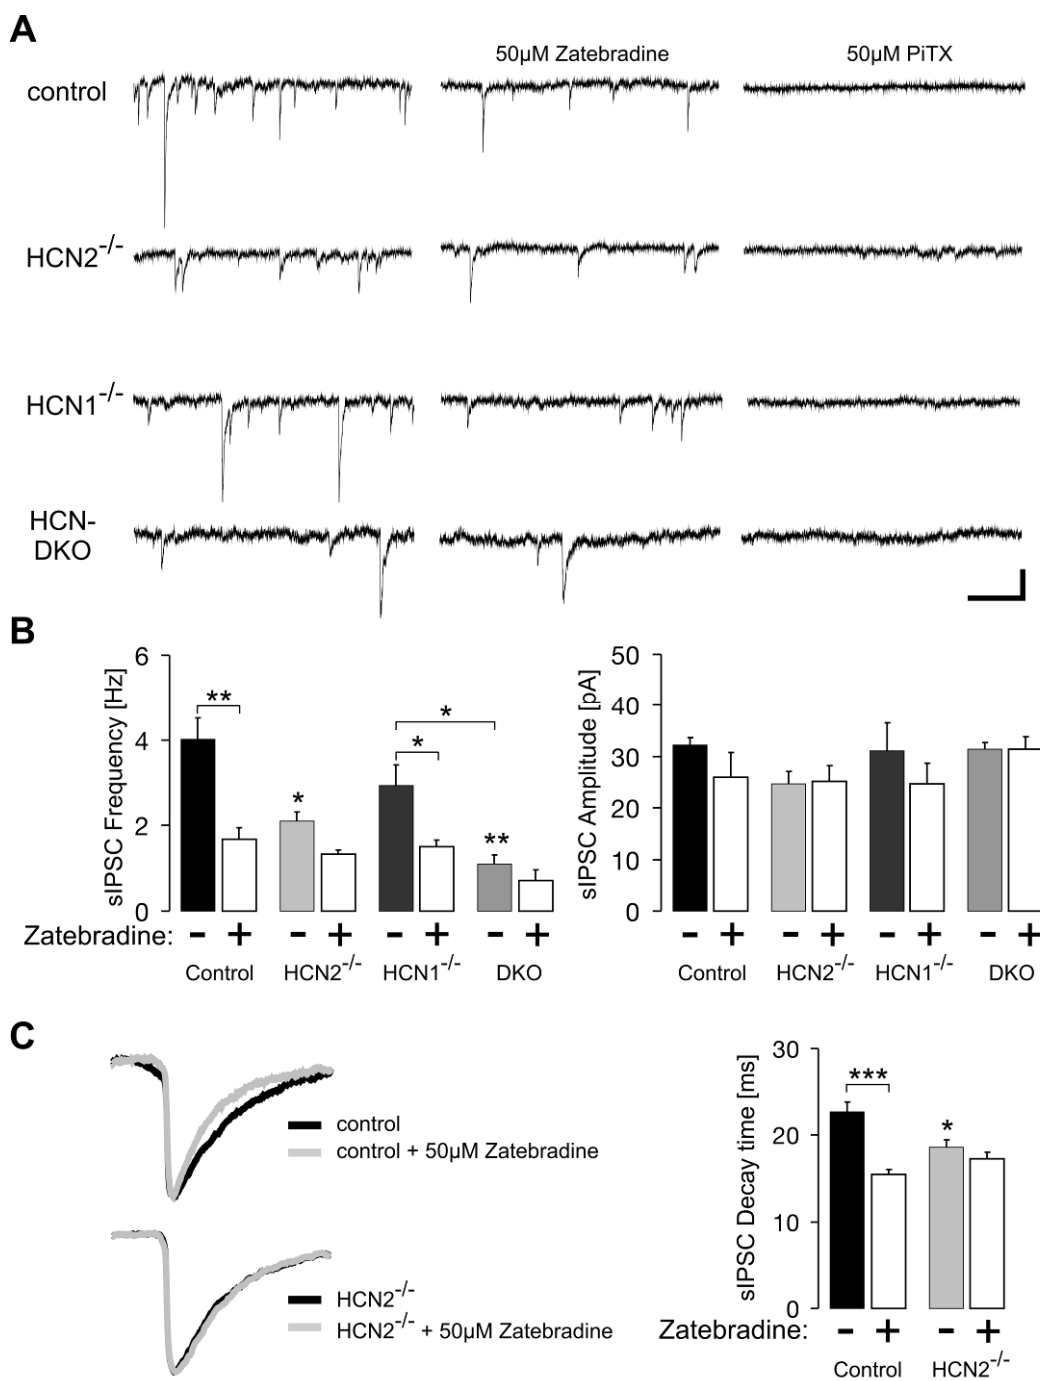 A
50µM Zatebradine
50µM PiTX
control
HCN2-/-
HCN1-/-
HCN-
DKO
B
sIPSC Frequency [Hz]
6
4
2
0
**
*
*
*
**
Zatebradine: - + - + - + - +
Control HCN2-/- HCN1-/- DKO
sIPSC Amplitude [pA]
50
40
30
20
10
0
- + - + - + - +
Control HCN2-/- HCN1-/- DKO
C
control
control + 50µM Zatebradine
HCN2-/-
HCN2-/- + 50µM Zatebradine
sIPSC Decay time [ms]
30
20
10
0
***
*
Zatebradine: - + - +
Control HCN2-/-